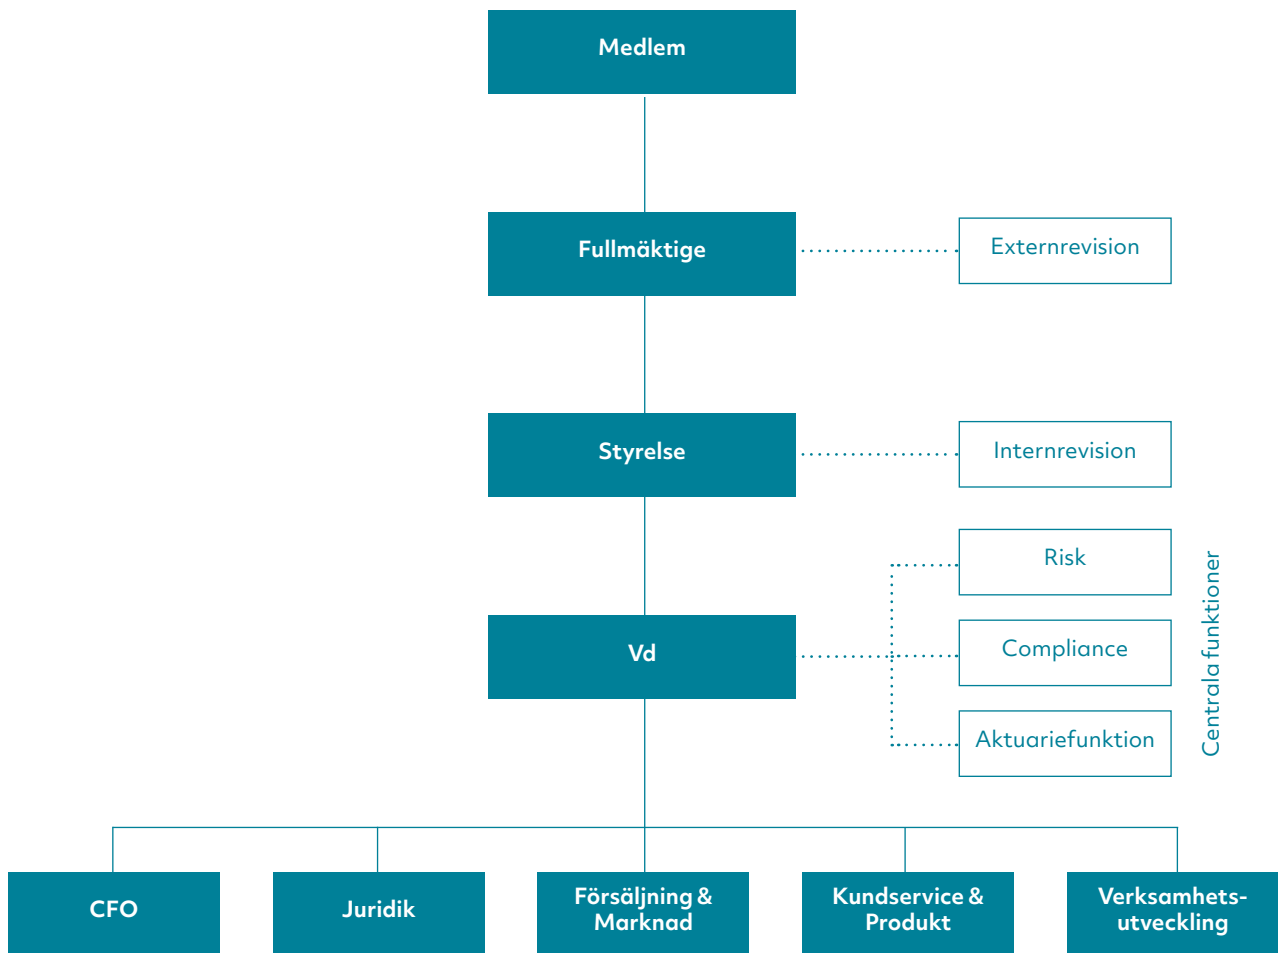 Medlem
Fullmäktige
Externrevision
Styrelse
Internrevision
Risk
Vd
Compliance
Aktuariefunktion
Centrala funktioner
CFO
Juridik
Försäljning &
Marknad
Kundservice &
Produkt
Verksamhets-
utveckling